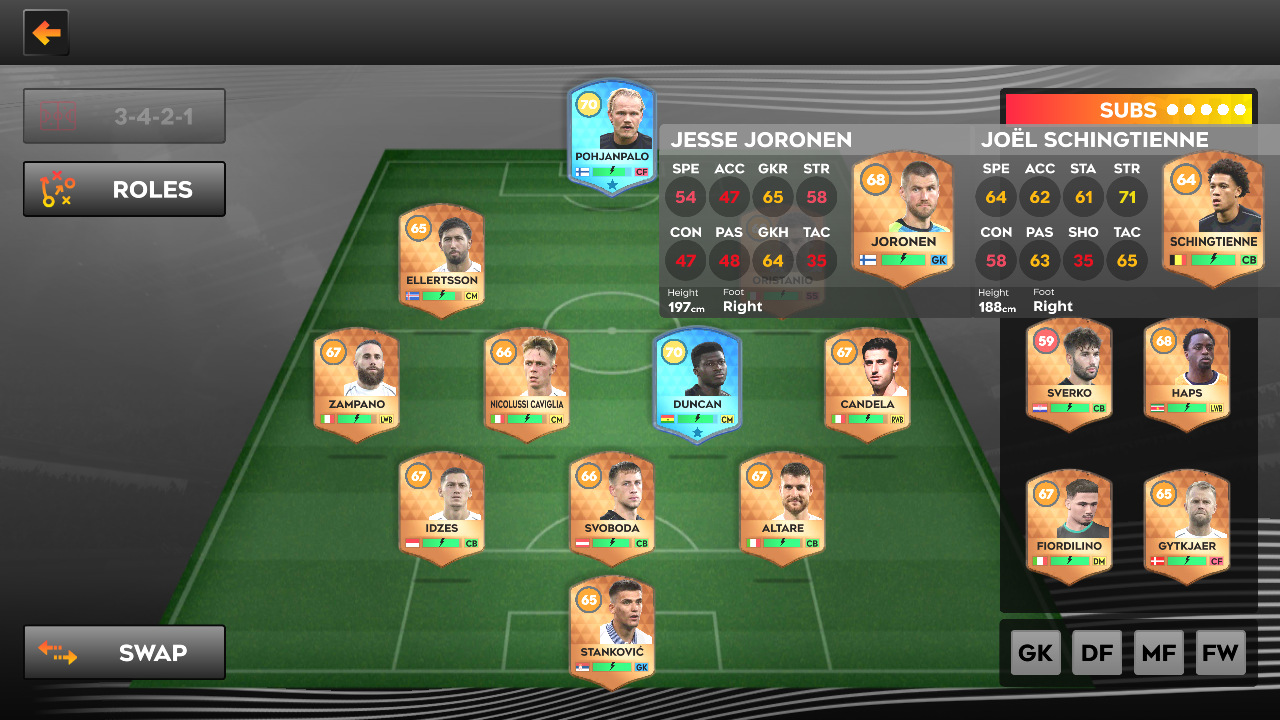 3-4-2-1
ROLES
SUBS
70
POHJANPALO
CF
JESSE JORONEN
SPE ACC GKR STR
54 47 65 58
CON PAS GKH TAC
47 48 64 35
Height Foot
197cm Right
68
JORONEN
GK
JOËL SCHINGTIENNE
SPE ACC STA STR
64 62 61 71
CON PAS SHO TAC
58 63 35 65
Height Foot
188cm Right
64
SCHINGTIENNE
CB
65
ELLERTSSON
CM
ORISTANIO
SS
67
ZAMPANO
LWB
66
NICOLUSSI CAVIGLIA
CM
70
DUNCAN
CM
67
CANDELA
RWB
59
SVERKO
CB
68
HAPS
LWB
67
IDZES
CB
66
SVOBODA
CB
67
ALTARE
CB
67
FIORDILINO
DM
65
GYTKJAER
CF
65
STANKOVIĆ
GK
SWAP
GK DF MF FW